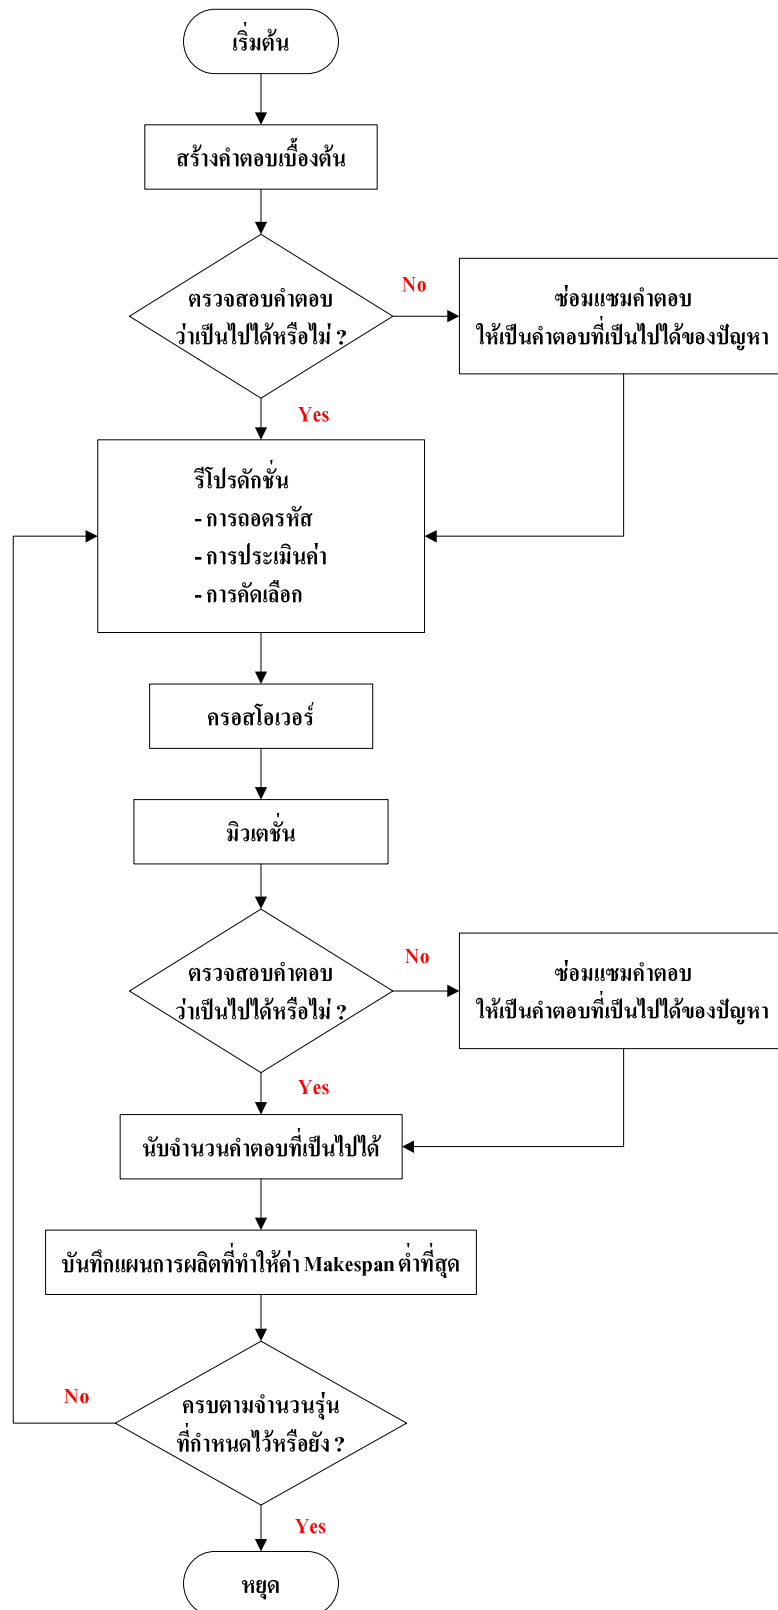 เริ่มต้น
สร้างคำตอบเบื้องต้น
ตรวจสอบคำตอบ
ว่าเป็นไปได้หรือไม่ ?
No
ซ่อมแซมคำตอบ
ให้เป็นคำตอบที่เป็นไปได้ของปัญหา
Yes
รีโปรดักชั่น
- การถอดรหัส
- การประเมินค่า
- การคัดเลือก
ครอสโอเวอร์
มิวเตชั่น
ตรวจสอบคำตอบ
ว่าเป็นไปได้หรือไม่ ?
No
ซ่อมแซมคำตอบ
ให้เป็นคำตอบที่เป็นไปได้ของปัญหา
Yes
นับจำนวนคำตอบที่เป็นไปได้
บันทึกแผนการผลิตที่ทำให้ค่า Makespan ต่ำที่สุด
No
ครบตามจำนวนรุ่น
ที่กำหนดไว้หรือยัง ?
Yes
หยุด